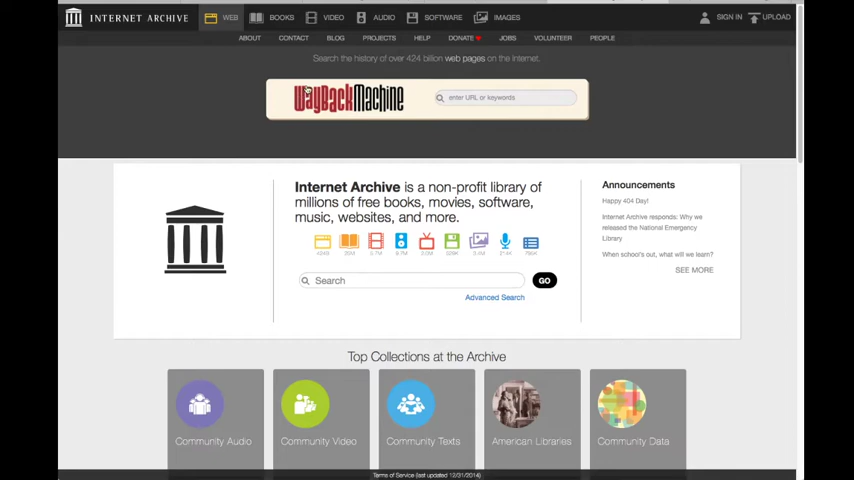 INTERNET ARCHIVE
WEB
BOOKS
VIDEO
AUDIO
SOFTWARE
IMAGES
SIGN IN
UPLOAD
ABOUT
CONTACT
BLOG
PROJECTS
HELP
DONATE
JOBS
VOLUNTEER
PEOPLE
Search the history of over 424 billion web pages on the Internet.
WayBackMachine
enter URL or keywords
Internet Archive is a non-profit library of
millions of free books, movies, software,
music, websites, and more.
Search
GO
Advanced Search
Announcements
Happy 404 Day!
Internet Archive responds: Why we
released the National Emergency
Library
When school's out, what will we learn?
SEE MORE
Top Collections at the Archive
Community Audio
Community Video
Community Texts
American Libraries
Community Data
Terms of Service (last updated 12/31/2014)